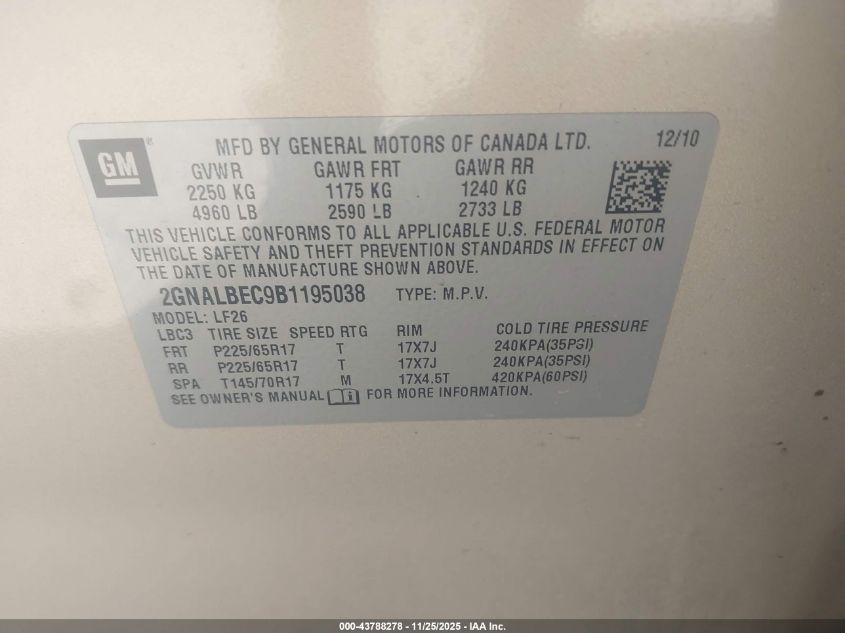 GM ® MFD BY GENERAL MOTORS OF CANADA LTD. 12/10
GVWR GAWR FRT GAWR RR
2250 KG 1175 KG 1240 KG
4960 LB 2590 LB 2733 LB
THIS VEHICLE CONFORMS TO ALL APPLICABLE U.S. FEDERAL MOTOR
VEHICLE SAFETY AND THEFT PREVENTION STANDARDS IN EFFECT ON
THE DATE OF MANUFACTURE SHOWN ABOVE.
2GNALBEC9B1195038 TYPE: M.P.V.
MODEL: LF26
LBC3 TIRE SIZE SPEED RTG RIM COLD TIRE PRESSURE
FRT P225/65R17 T 17X7J 240KPA(35PSI)
RR P225/65R17 T 17X7J 240KPA(35PSI)
SPA T145/70R17 M 17X4.5T 420KPA(60PSI)
SEE OWNER'S MANUAL FOR MORE INFORMATION.
000-43788278 - 11/25/2025 - IAA Inc.